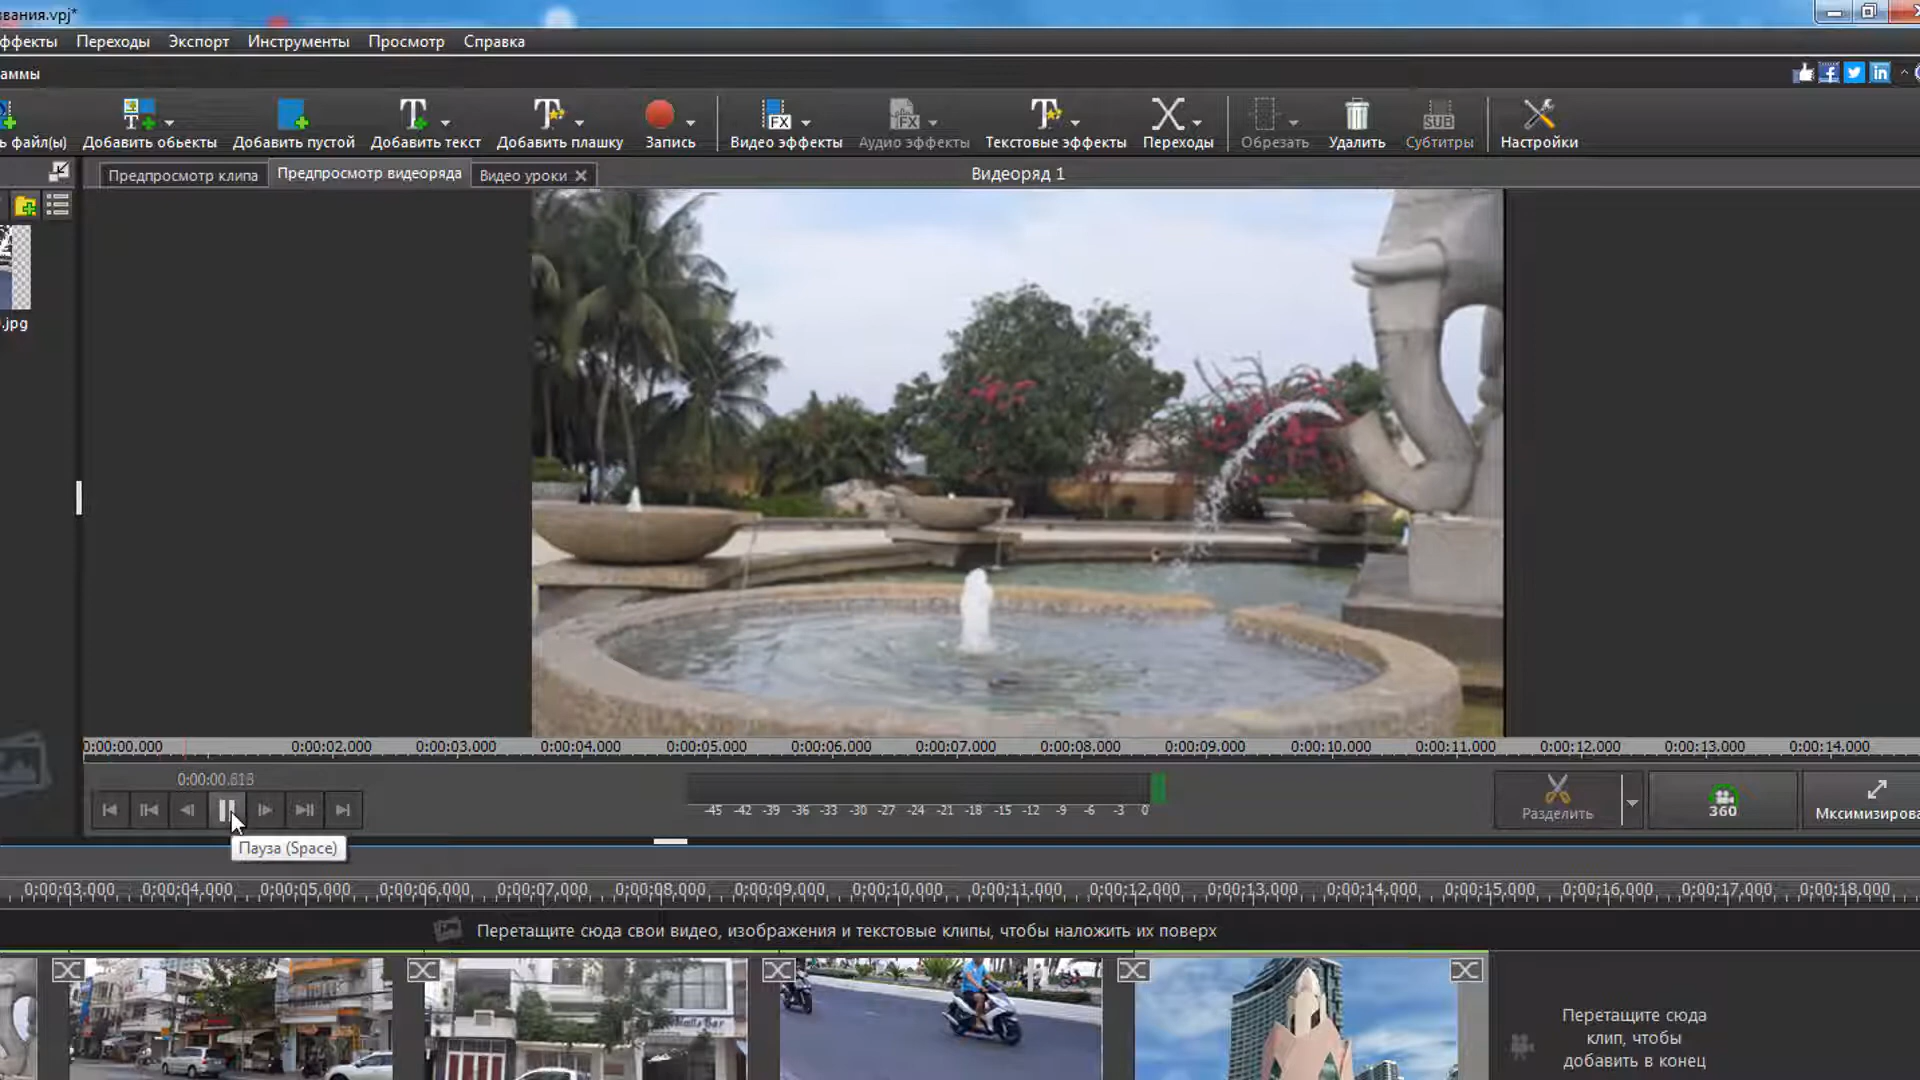 звания.vpj*
ффекты Переходы Экспорт Инструменты Просмотр Справка
аммы
ь файл(ы) Добавить объекты Добавить пустой Добавить текст Добавить плашку Запись Видео эффекты Аудио эффекты Текстовые эффекты Переходы Обрезать Удалить Субтитры Настройки
Предпросмотр клипа Предпросмотр видеоряда Видео уроки Видеоряд 1
.jpg
0:00:00.000 0:00:02.000 0:00:03.000 0:00:04.000 0:00:05.000 0:00:06.000 0:00:07.000 0:00:08.000 0:00:09.000 0:00:10.000 0:00:11.000 0:00:12.000 0:00:13.000 0:00:14.000
-45 -42 -39 -36 -33 -30 -27 -24 -21 -18 -15 -12 -9 -6 -3 0
Разделить 360 Мксимизирова
Пауза (Space)
0:00:03.000 0:00:04.000 0:00:05.000 0:00:06.000 0:00:07.000 0:00:08.000 0:00:09.000 0:00:10.000 0:00:11.000 0:00:12.000 0:00:13.000 0:00:14.000 0:00:15.000 0:00:16.000 0:00:17.000 0:00:18.000
Перетащите сюда свои видео, изображения и текстовые клипы, чтобы наложить их поверх
Перетащите сюда
клип, чтобы
добавить в конец